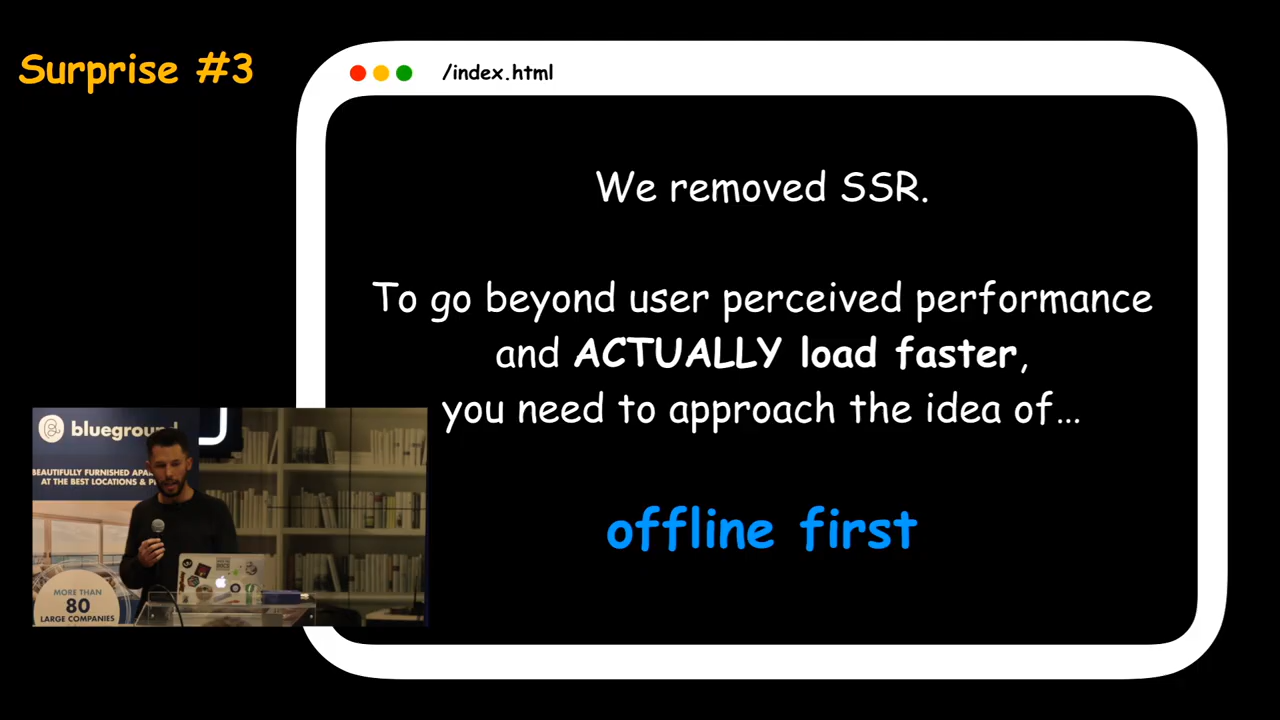 Surprise #3
/index.html
We removed SSR.
To go beyond user perceived performance
and ACTUALLY load faster,
you need to approach the idea of...
offline first
blueground
BEAUTIFULLY FURNISHED
AT THE BEST LOCATIONS &
MORE THAN
80
LARGE COMPANIES